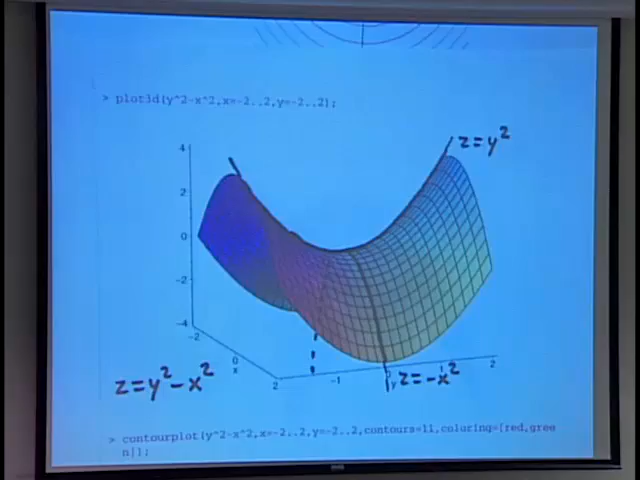 > plot3d(y^2-x^2,x=-2..2,y=-2..2);
z=y²
4
2
0
-2
-4
-2
0
x
2
-1
y
2
z=-x²
z=y²-x²
> contourplot(y^2-x^2,x=-2..2,y=-2..2,contours=11,coloring=[red,gree
n]);